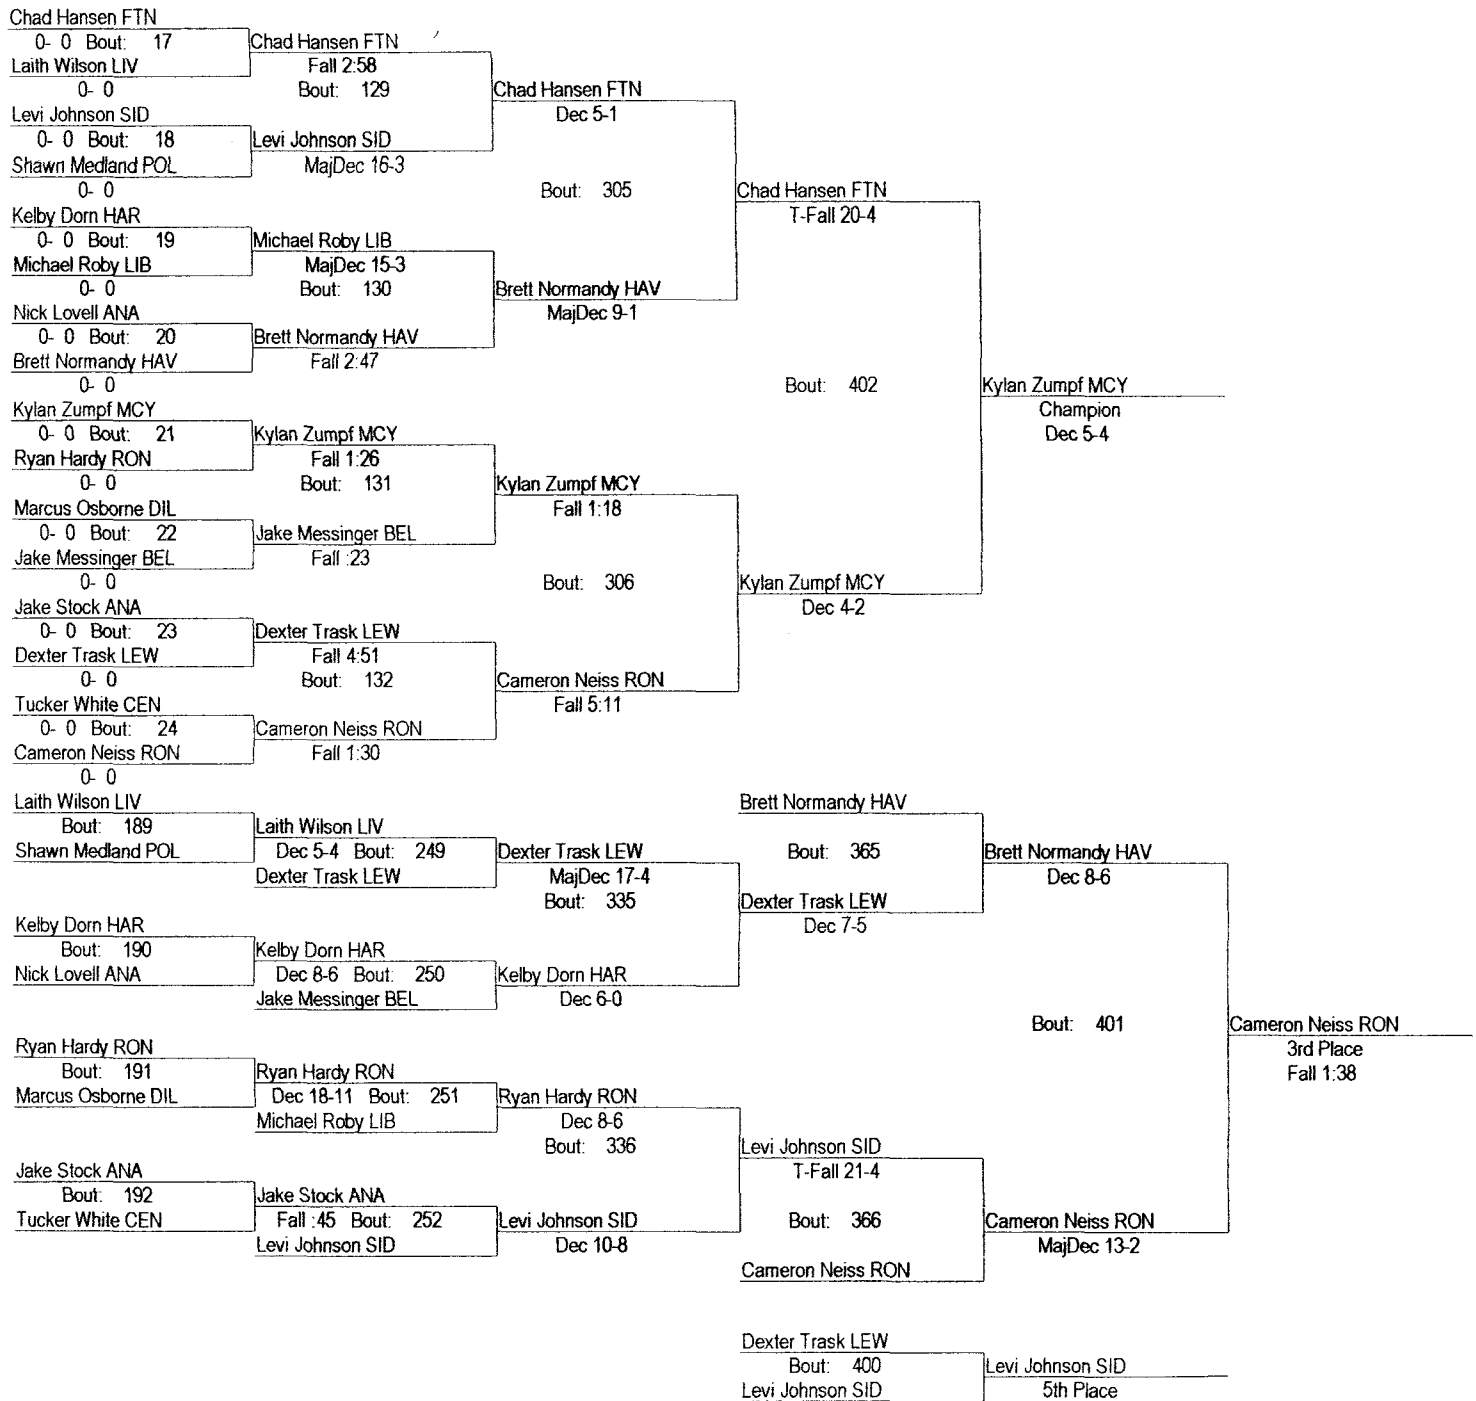 Chad Hansen FTN
0- 0 Bout: 17 Chad Hansen FTN
Laith Wilson LIV Fall 2:58
0- 0 Bout: 129 Chad Hansen FTN
Levi Johnson SID Dec 5-1
0- 0 Bout: 18 Levi Johnson SID
Shawn Medland POL MajDec 16-3
0- 0 Bout: 305 Chad Hansen FTN
Kelby Dorn HAR T-Fall 20-4
0- 0 Bout: 19 Michael Roby LIB
Michael Roby LIB MajDec 15-3
0- 0 Bout: 130 Brett Normandy HAV
Nick Lovell ANA MajDec 9-1
0- 0 Bout: 20 Brett Normandy HAV
Brett Normandy HAV Fall 2:47
0- 0 Bout: 402 Kylan Zumpf MCY
Kylan Zumpf MCY Champion
0- 0 Bout: 21 Kylan Zumpf MCY Dec 5-4
Ryan Hardy RON Fall 1:26
0- 0 Bout: 131 Kylan Zumpf MCY
Marcus Osborne DIL Fall 1:18
0- 0 Bout: 22 Jake Messinger BEL
Jake Messinger BEL Fall :23
0- 0 Bout: 306 Kylan Zumpf MCY
Jake Stock ANA Dec 4-2
0- 0 Bout: 23 Dexter Trask LEW
Dexter Trask LEW Fall 4:51
0- 0 Bout: 132 Cameron Neiss RON
Tucker White CEN Fall 5:11
0- 0 Bout: 24 Cameron Neiss RON
Cameron Neiss RON Fall 1:30
0- 0
Laith Wilson LIV Brett Normandy HAV
Bout: 189 Laith Wilson LIV
Shawn Medland POL Dec 5-4 Bout: 249 Dexter Trask LEW Bout: 365 Brett Normandy HAV
Dexter Trask LEW MajDec 17-4 Dec 8-6
Bout: 335 Dexter Trask LEW
Kelby Dorn HAR Dec 7-5
Bout: 190 Kelby Dorn HAR
Nick Lovell ANA Dec 8-6 Bout: 250 Kelby Dorn HAR
Jake Messinger BEL Dec 6-0
Bout: 401 Cameron Neiss RON
Ryan Hardy RON 3rd Place
Bout: 191 Ryan Hardy RON Fall 1:38
Marcus Osborne DIL Dec 18-11 Bout: 251 Ryan Hardy RON
Michael Roby LIB Dec 8-6
Bout: 336 Levi Johnson SID
Jake Stock ANA T-Fall 21-4
Bout: 192 Jake Stock ANA
Tucker White CEN Fall :45 Bout: 252 Levi Johnson SID Bout: 366 Cameron Neiss RON
Levi Johnson SID Dec 10-8 MajDec 13-2
Cameron Neiss RON
Dexter Trask LEW
Bout: 400 Levi Johnson SID
Levi Johnson SID 5th Place